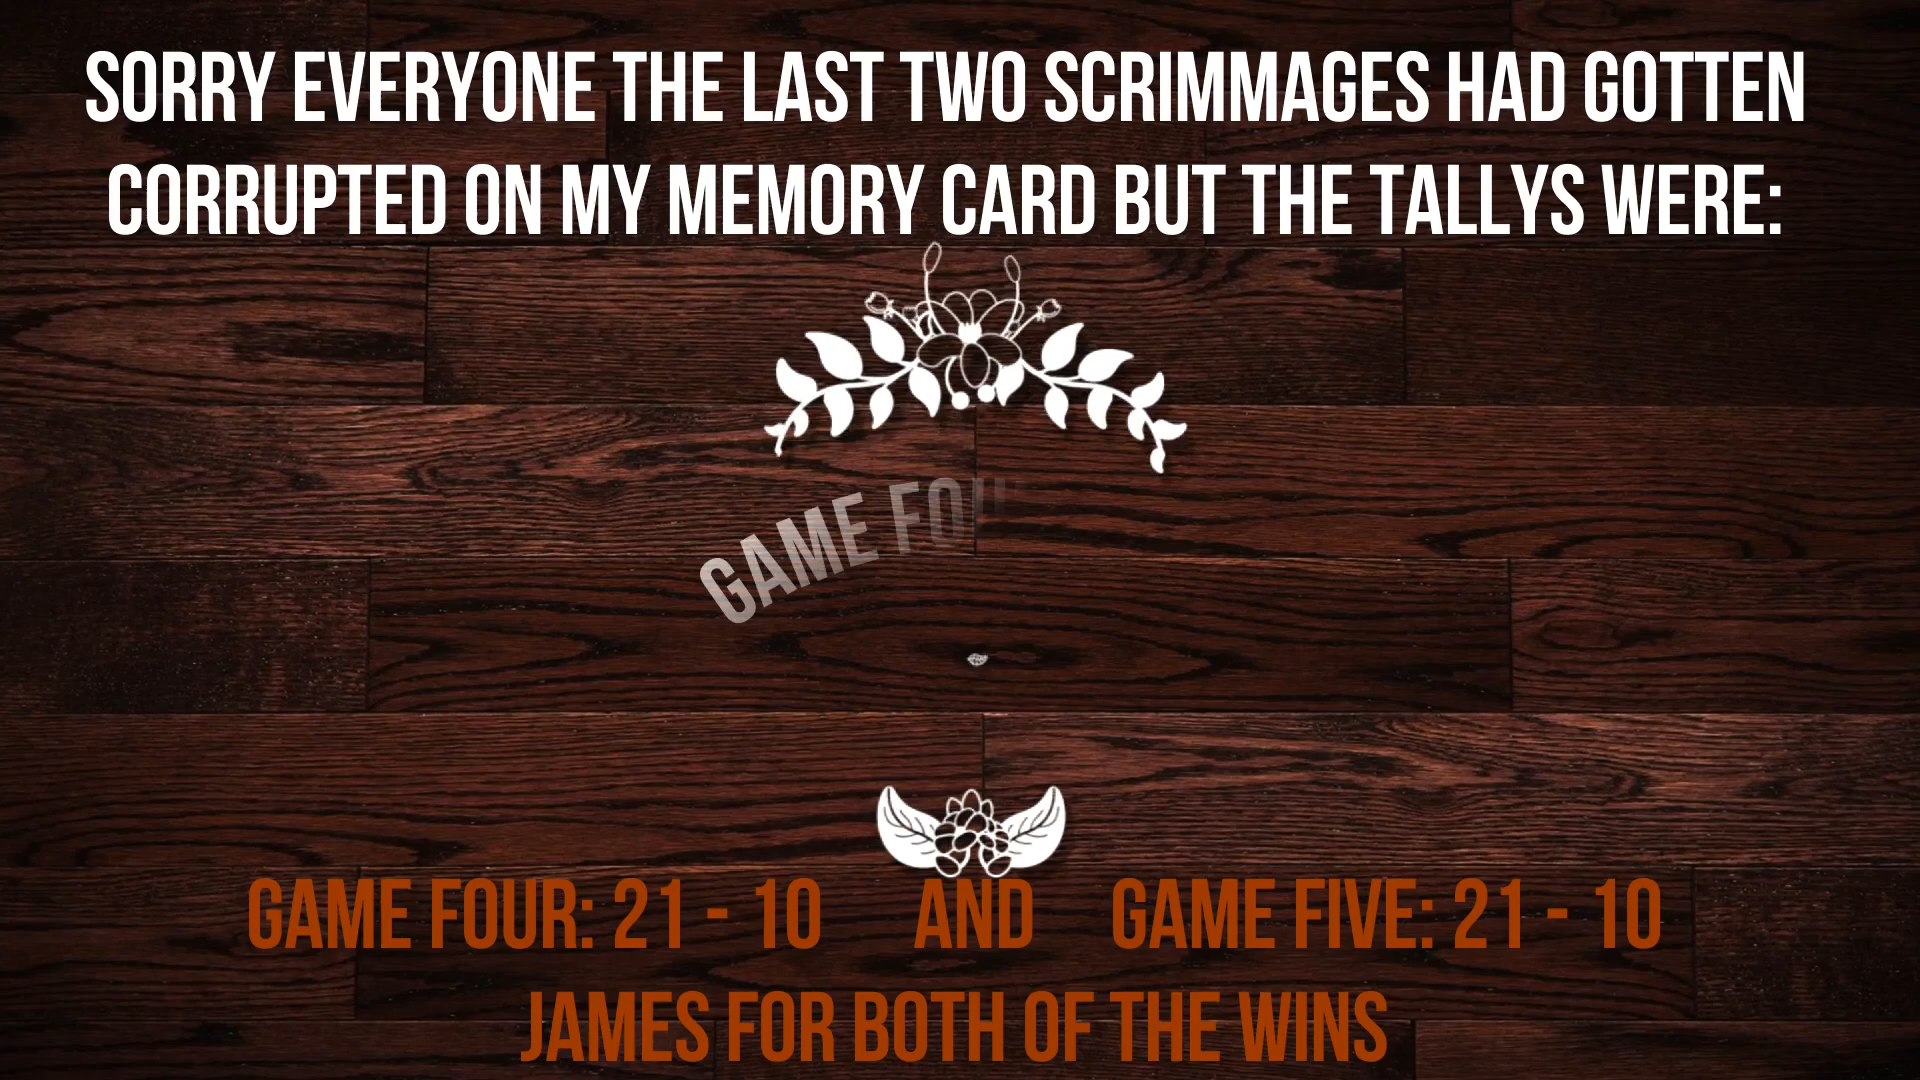 SORRY EVERYONE THE LAST TWO SCRIMMAGES HAD GOTTEN
CORRUPTED ON MY MEMORY CARD BUT THE TALLYS WERE:
GAME
GAME FOUR: 21 - 10 AND GAME FIVE: 21 - 10
JAMES FOR BOTH OF THE WINS